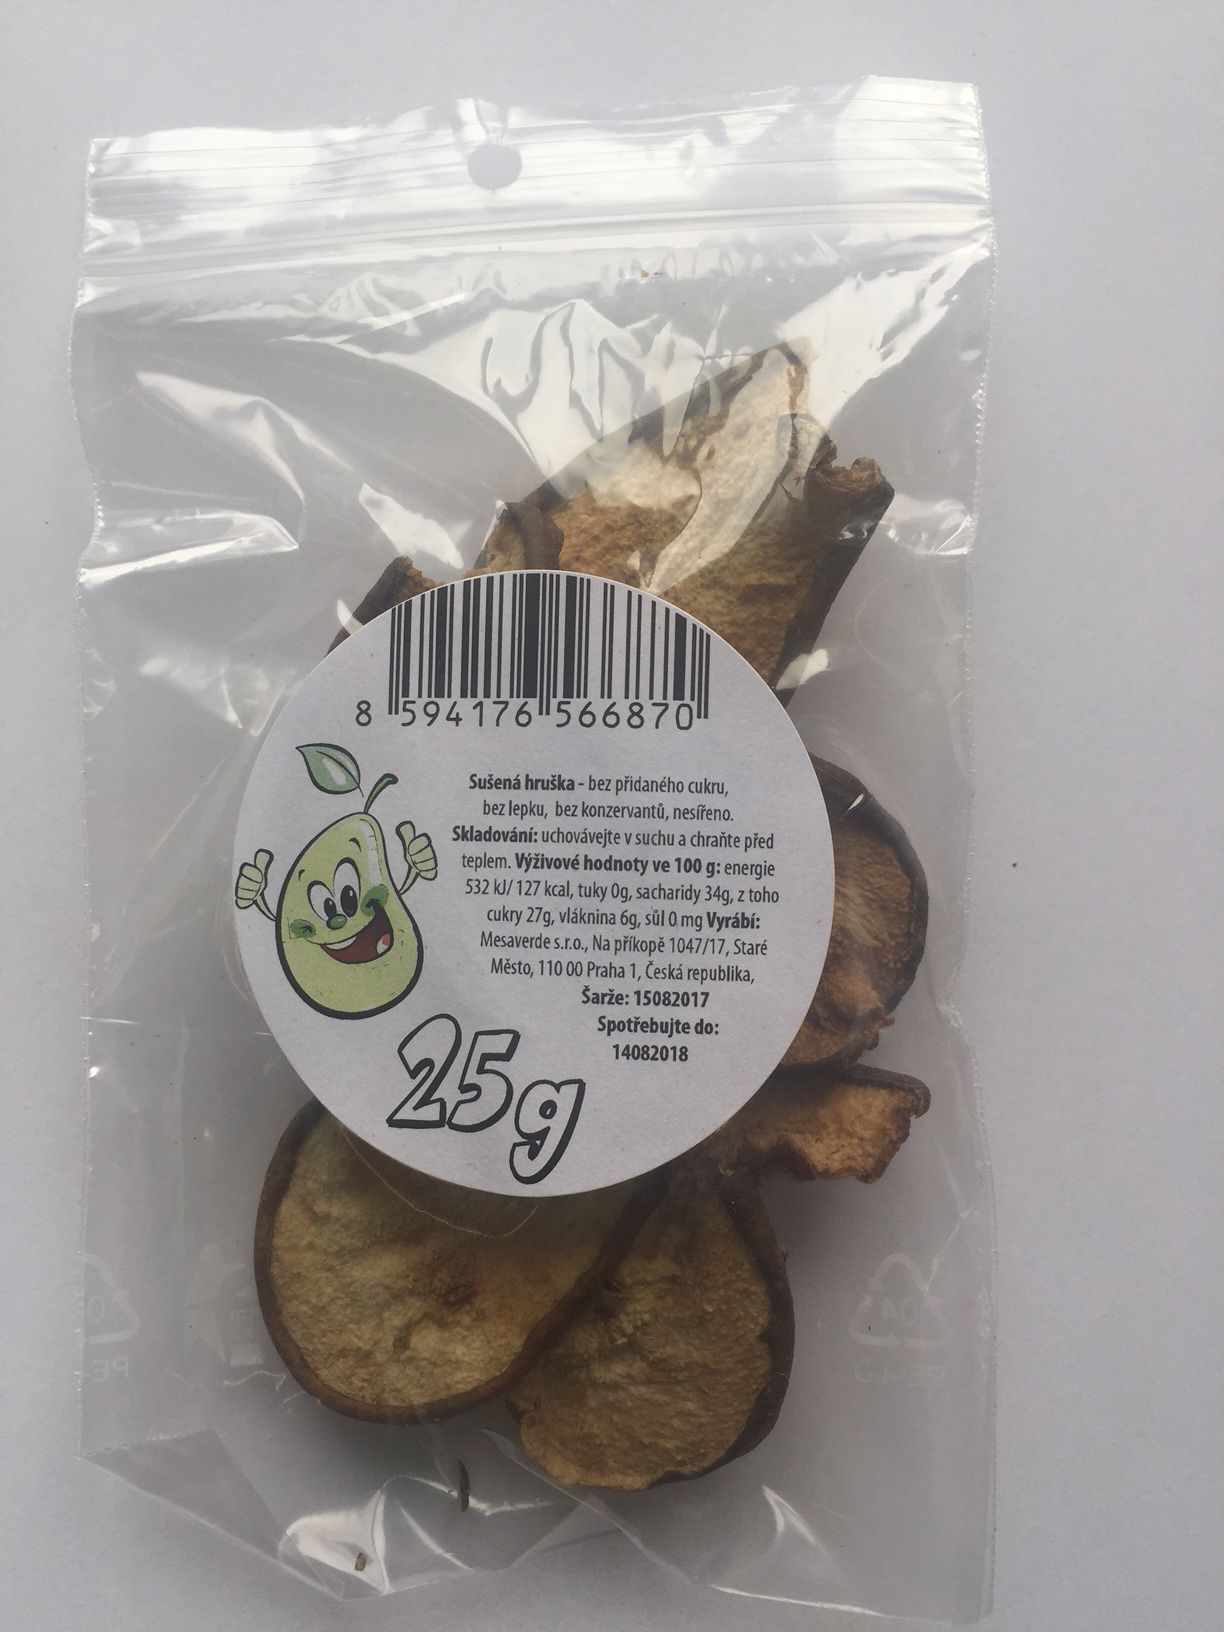 8 594176 566870
Sušená hruška - bez přidaného cukru,
bez lepku, bez konzervantů, nesířeno.
Skladování: uchovávejte v suchu a chraňte před
teplem. Výživové hodnoty ve 100 g: energie
532 kJ/ 127 kcal, tuky 0g, sacharidy 34g, z toho
cukry 27g, vláknina 6g, sůl 0 mg Vyrábí:
Mesaverde s.r.o., Na příkopě 1047/17, Staré
Město, 110 00 Praha 1, Česká republika,
Šarže: 15082017
Spotřebujte do:
14082018
25g